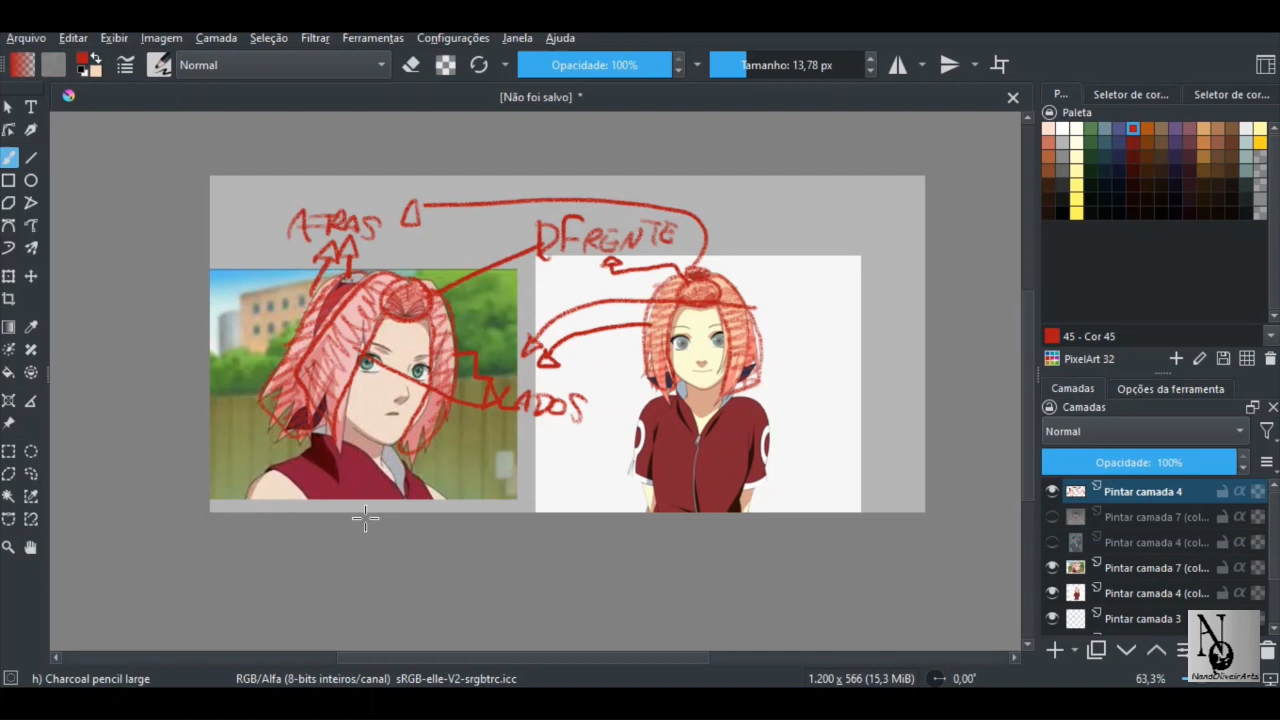 Arquivo Editar Exibir Imagem Camada Seleção Filtrar Ferramentas Configurações Janela Ajuda
Normal Opacidade: 100% Tamanho: 13,78 px
[Não foi salvo] *
P... Seletor de cor... Seletor de cor...
Paleta
ATRAS
DFRENTE
LADOS
45 - Cor 45
PixelArt 32
Camadas Opções da ferramenta
Camadas
Normal
Opacidade: 100%
Pintar camada 4
Pintar camada 7 (col...
Pintar camada 4 (col...
Pintar camada 7 (col...
Pintar camada 4 (col...
Pintar camada 3
NandOliveirArts
h) Charcoal pencil large RGB/Alfa (8-bits inteiros/canal) sRGB-elle-V2-srgbtrc.icc 1.200 x 566 (15,3 MiB) 0,00° 63,3%